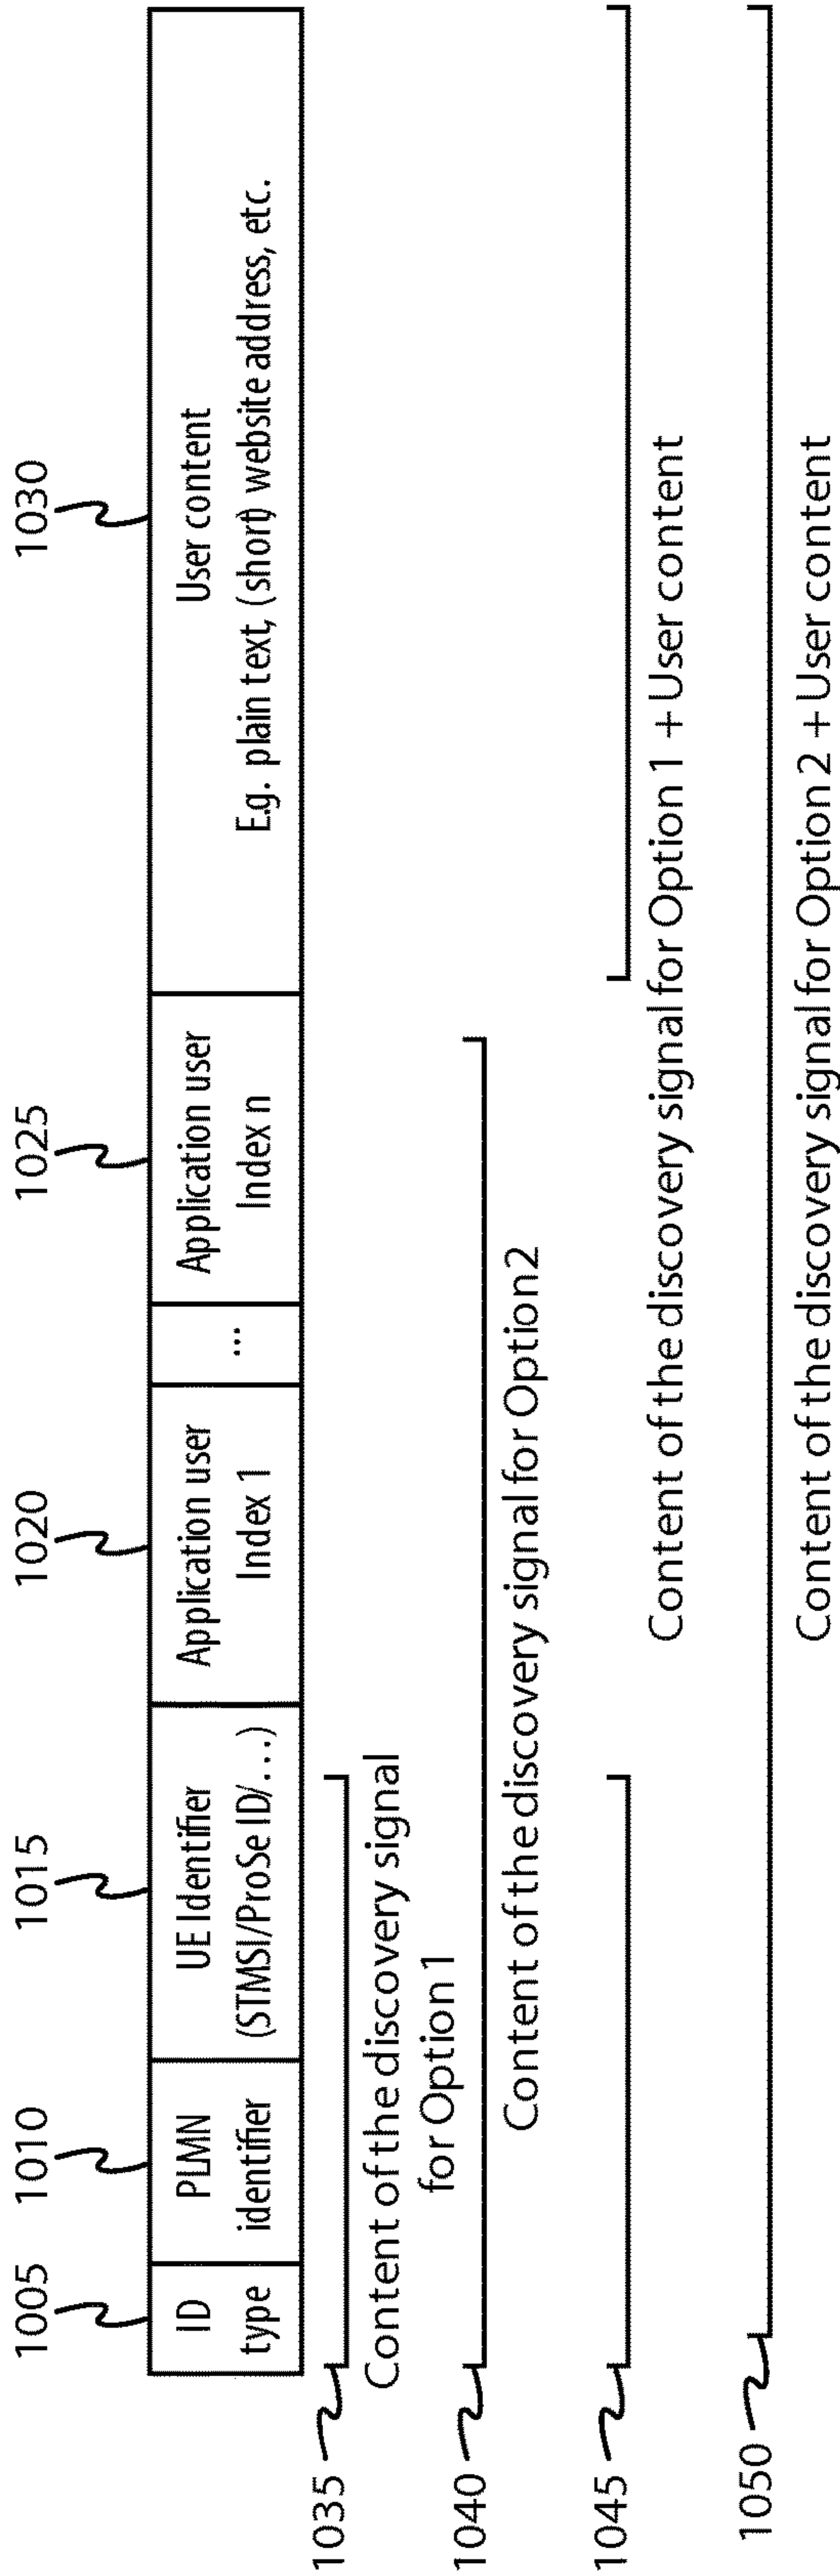 1005
1010
1015
1020
1025
1030
ID
type
PLMN
identifier
UE Identifier
(STMSI/ProSe ID/...)
Application user
Index 1
...
Application user
Index n
User content
E.g. plain text, (short) website address, etc.
1035
Content of the discovery signal
for Option 1
1040
Content of the discovery signal for Option 2
1045
Content of the discovery signal for Option 1 + User content
1050
Content of the discovery signal for Option 2 + User content